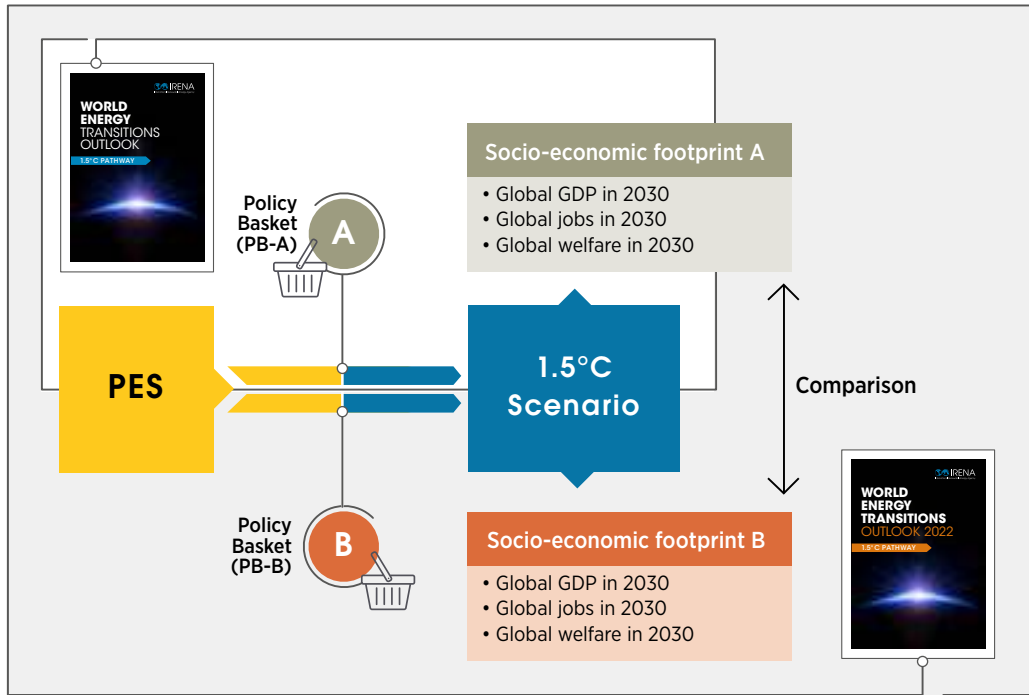 IRENA
WORLD
ENERGY
TRANSITIONS
OUTLOOK
1.5°C PATHWAY
Policy
Basket
(PB-A)
A
Socio-economic footprint A
• Global GDP in 2030
• Global jobs in 2030
• Global welfare in 2030
PES
1.5°C
Scenario
Comparison
Policy
Basket
(PB-B)
B
Socio-economic footprint B
• Global GDP in 2030
• Global jobs in 2030
• Global welfare in 2030
IRENA
WORLD
ENERGY
TRANSITIONS
OUTLOOK 2022
1.5°C PATHWAY